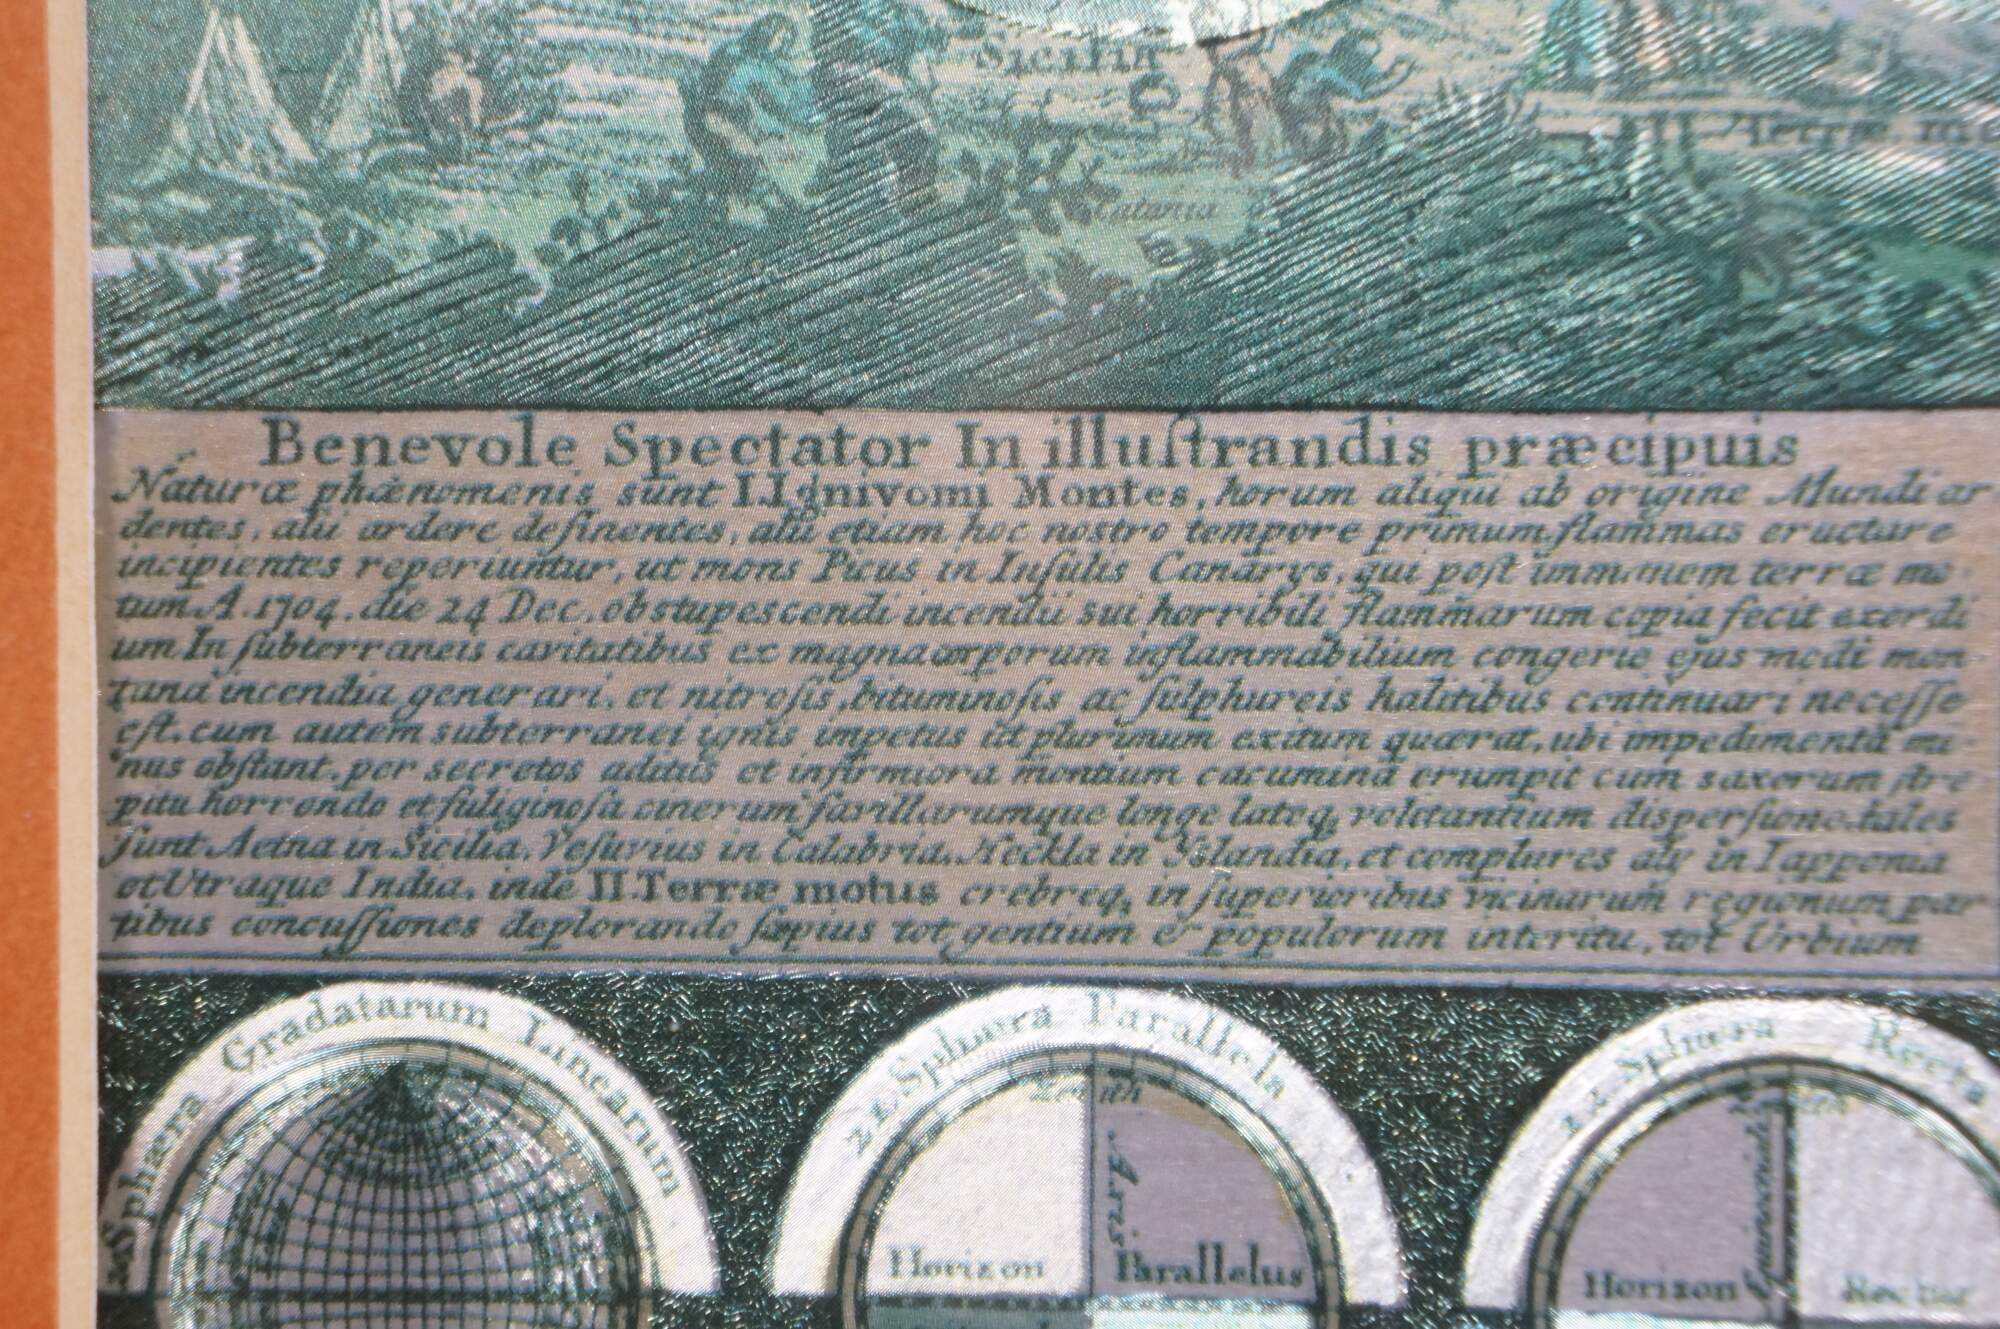 Sicilia
Terræ
Catania
Benevole Spectator In illuſtrandis præcipuis
Naturæ phænomenis sunt I. Ignivomi Montes, horum aliqui ab origine Mundi ar-
dentes, alii ardere deſinentes, alii etiam hoc nostro tempore primum flammas eructare
incipientes reperiuntur, ut mons Picus in Inſulis Canarys, qui poſt immanem terræ mo-
tum A. 1704. die 24 Dec. obstupescendi incendii sui horribili flammarum copia fecit exordi
um In ſubterraneis cavitatibus ex magna corporum inflammabilium congerie ejus modi mon-
tana incendia generari, et nitroſis, bituminoſis ac ſulphureis halitibus continuari neceſſe
eſt. cum autem subterranei ignis impetus ut plurimum exitum quærat, ubi impedimenta mi-
nus obſtant, per secretos aditus et infirmiora montium cacumina erumpit cum saxorum ſtre
pitu horrendo et fuliginoſa cinerum favillarumque longe lateq, volitantium disperſione. tales
ſunt Aetna in Sicilia, Veſuvius in Calabria, Heckla in Islandia, et complures aly in Iapponia
et Utraque India, inde II. Terræ motus crebreq, in ſuperioribus vicinarum regionum par
tibus concuſſiones deplorando ſæpius tot gentium & populorum interitu, tot Urbium
Sphæra Gradatarum Linearum
Sphæra Parallela
Sphæra Recta
Zenith
Axis
Horizon Parallelus
Horizon Rectus